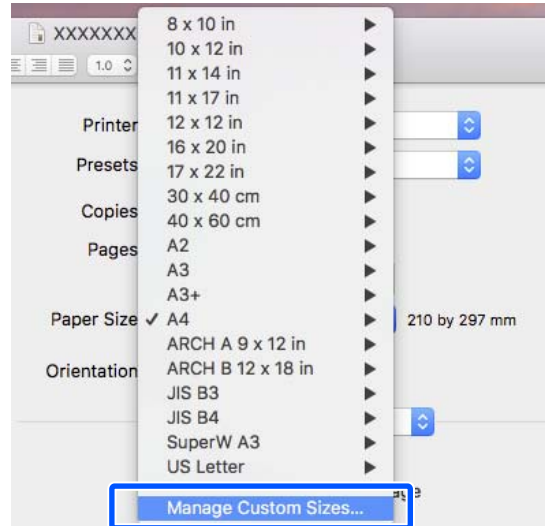 XXXXXXX
1.0
8 x 10 in
10 x 12 in
11 x 14 in
11 x 17 in
Printer 12 x 12 in
16 x 20 in
Presets 17 x 22 in
30 x 40 cm
Copies 40 x 60 cm
Pages A2
A3
A3+
Paper Size ✓ A4 210 by 297 mm
ARCH A 9 x 12 in
Orientation ARCH B 12 x 18 in
JIS B3
JIS B4
SuperW A3
US Letter
Manage Custom Sizes...